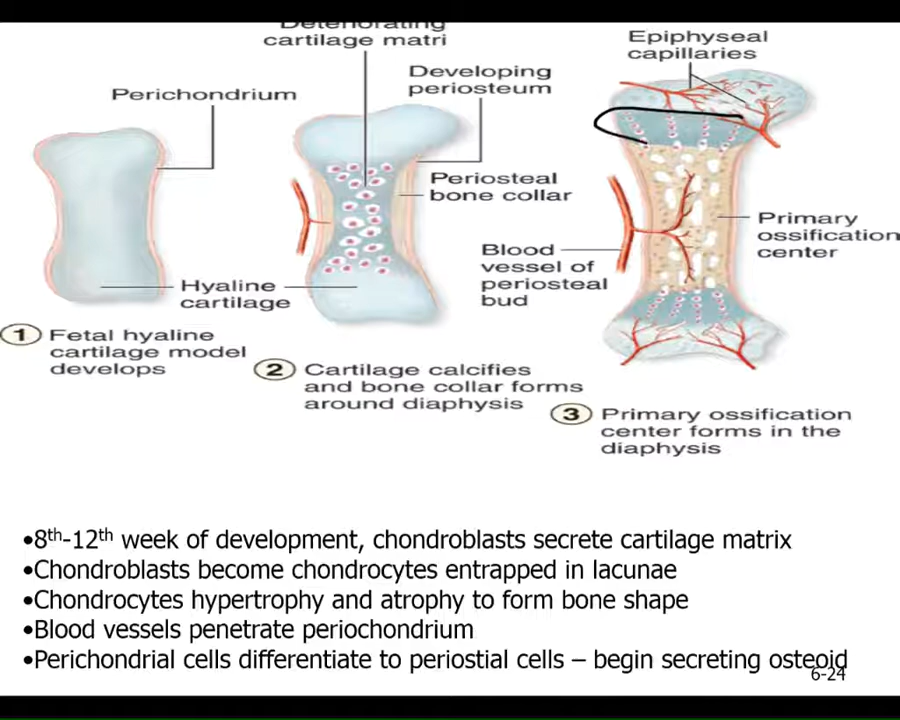 Deteriorating
cartilage matri
Epiphyseal
capillaries
Developing
periosteum
Perichondrium
Periosteal
bone collar
Primary
ossification
center
Blood
vessel of
periosteal
bud
Hyaline
cartilage
1 Fetal hyaline
cartilage model
develops
2 Cartilage calcifies
and bone collar forms
around diaphysis
3 Primary ossification
center forms in the
diaphysis
•8th-12th week of development, chondroblasts secrete cartilage matrix
•Chondroblasts become chondrocytes entrapped in lacunae
•Chondrocytes hypertrophy and atrophy to form bone shape
•Blood vessels penetrate periochondrium
•Perichondrial cells differentiate to periostial cells – begin secreting osteoid
6-24